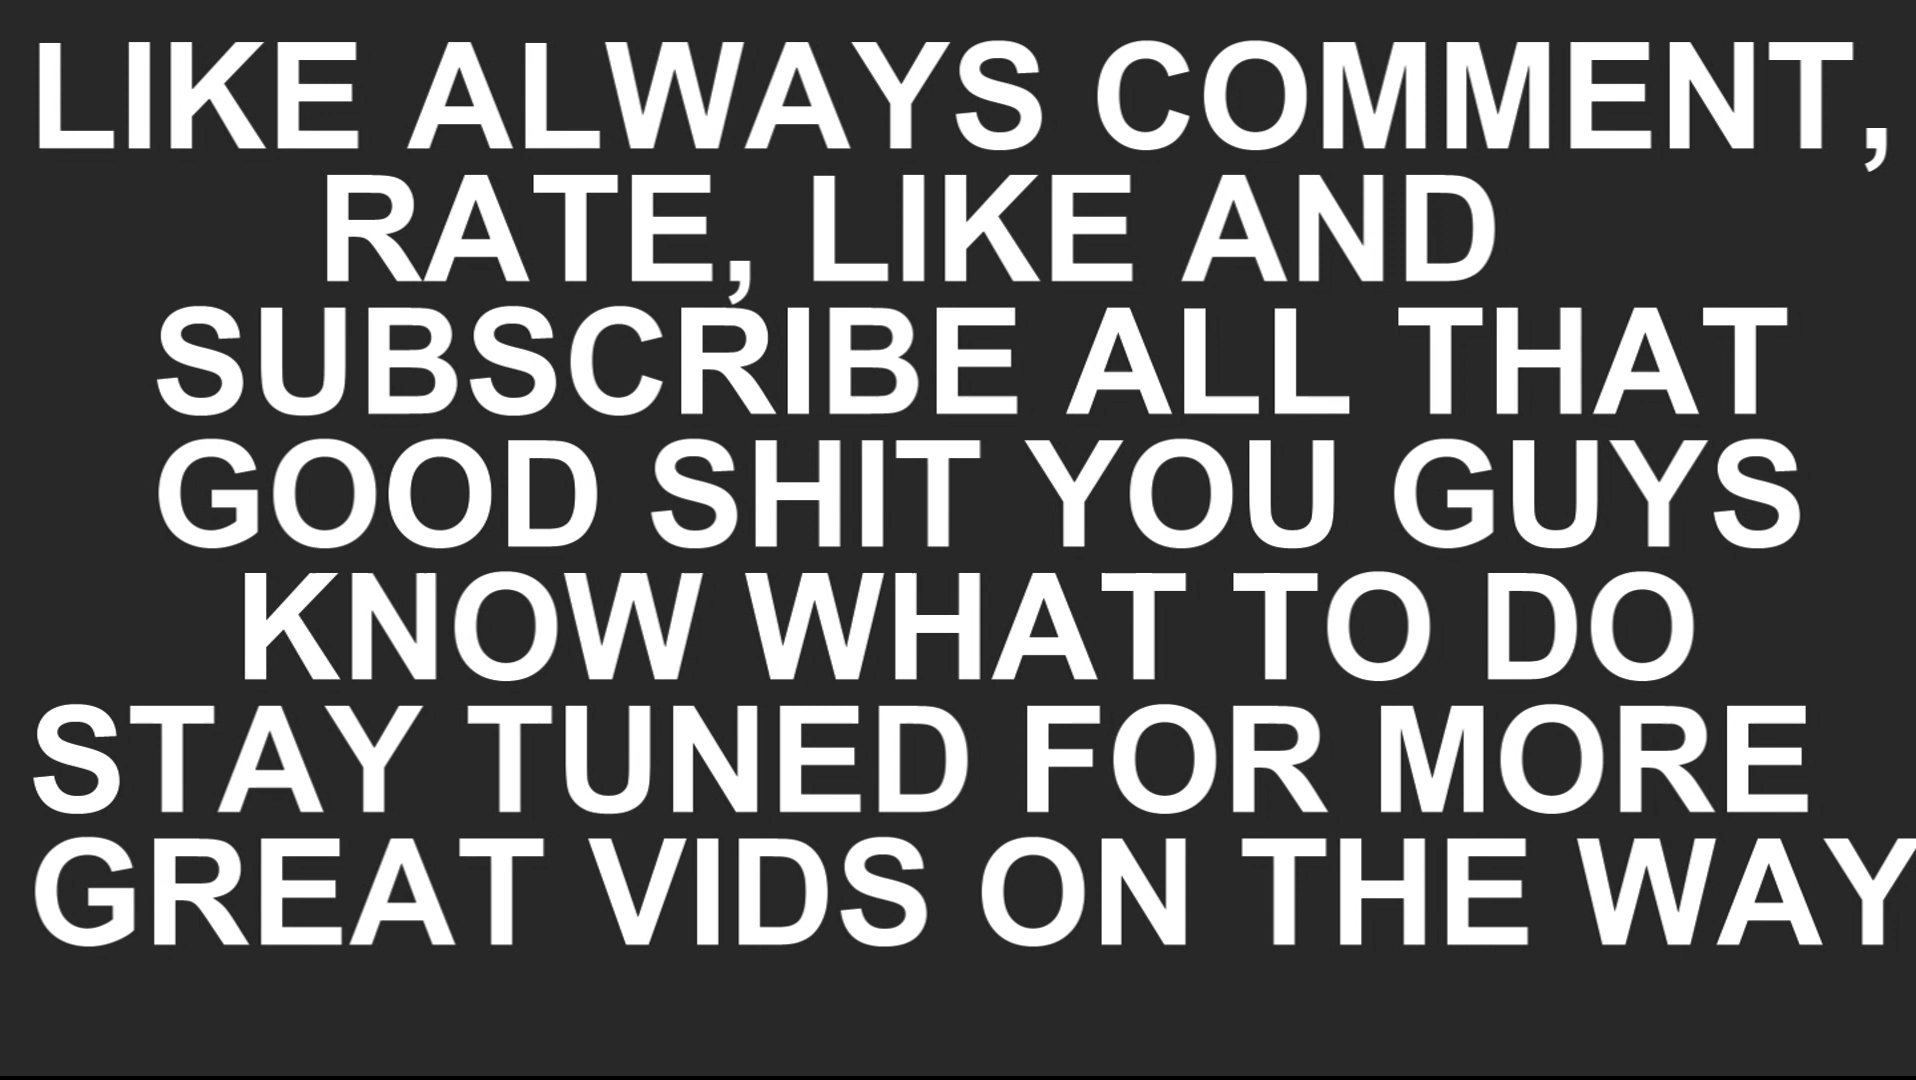 LIKE ALWAYS COMMENT,
RATE, LIKE AND
SUBSCRIBE ALL THAT
GOOD SHIT YOU GUYS
KNOW WHAT TO DO
STAY TUNED FOR MORE
GREAT VIDS ON THE WAY